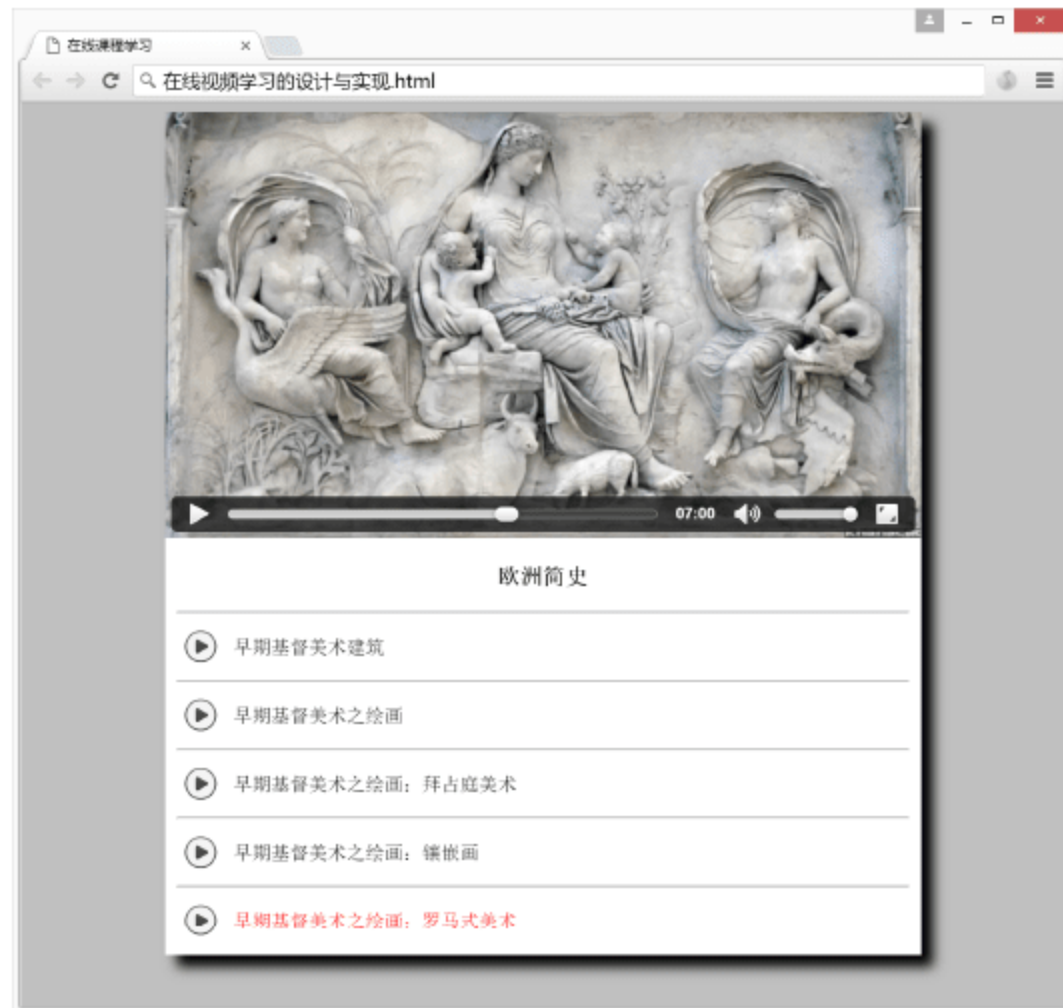 在线课程学习
在线视频学习的设计与实现.html
07:00
欧洲简史
早期基督美术建筑
早期基督美术之绘画
早期基督美术之绘画：拜占庭美术
早期基督美术之绘画：镶嵌画
早期基督美术之绘画：罗马式美术